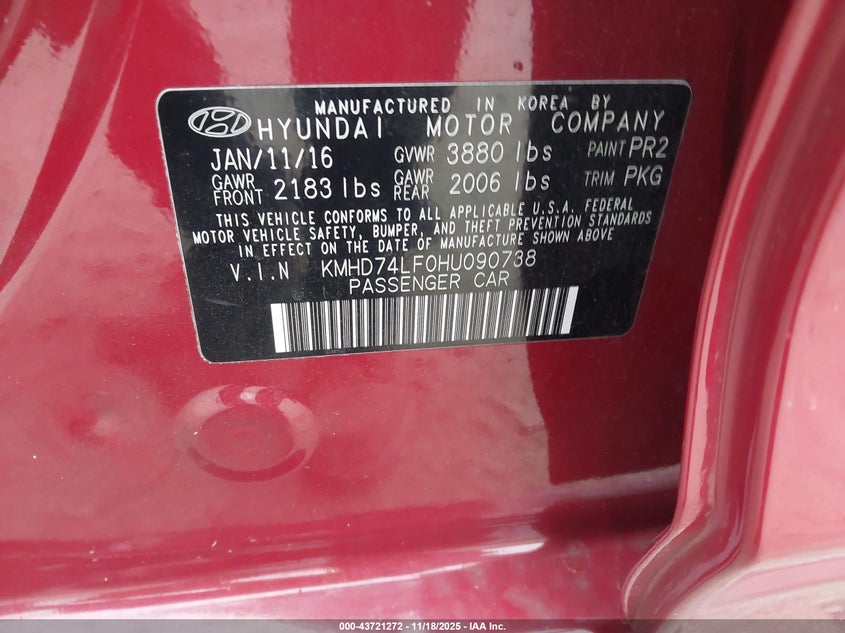 MANUFACTURED IN KOREA BY
HYUNDAI MOTOR COMPANY
JAN/11/16 GVWR 3880 lbs PAINT PR2
GAWR FRONT 2183 lbs GAWR REAR 2006 lbs TRIM PKG
THIS VEHICLE CONFORMS TO ALL APPLICABLE U.S.A. FEDERAL
MOTOR VEHICLE SAFETY, BUMPER, AND THEFT PREVENTION STANDARDS
IN EFFECT ON THE DATE OF MANUFACTURE SHOWN ABOVE
V.I.N KMHD74LF0HU090738
PASSENGER CAR
000-43721272 - 11/18/2025 - IAA Inc.